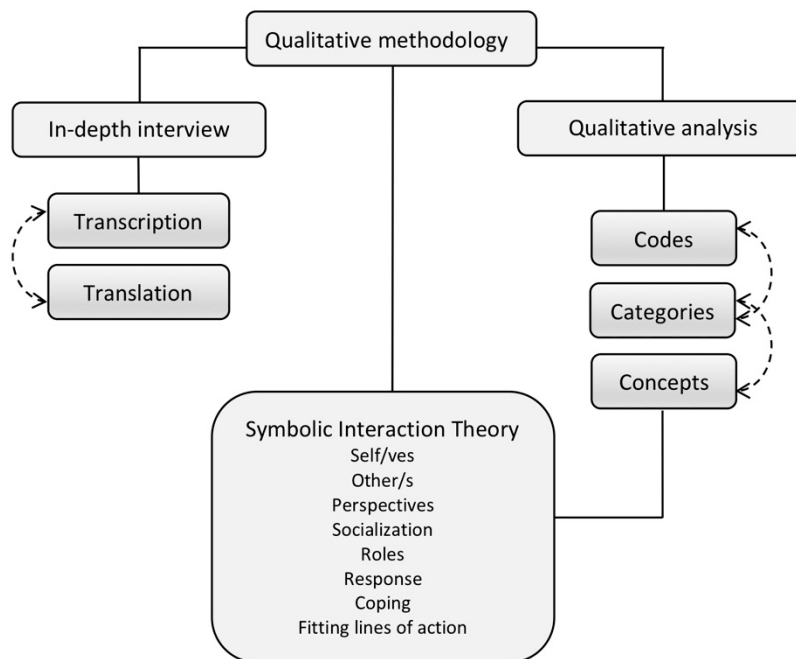 Qualitative methodology
In-depth interview
Qualitative analysis
Transcription
Translation
Codes
Categories
Concepts
Symbolic Interaction Theory
Self/ves
Other/s
Perspectives
Socialization
Roles
Response
Coping
Fitting lines of action